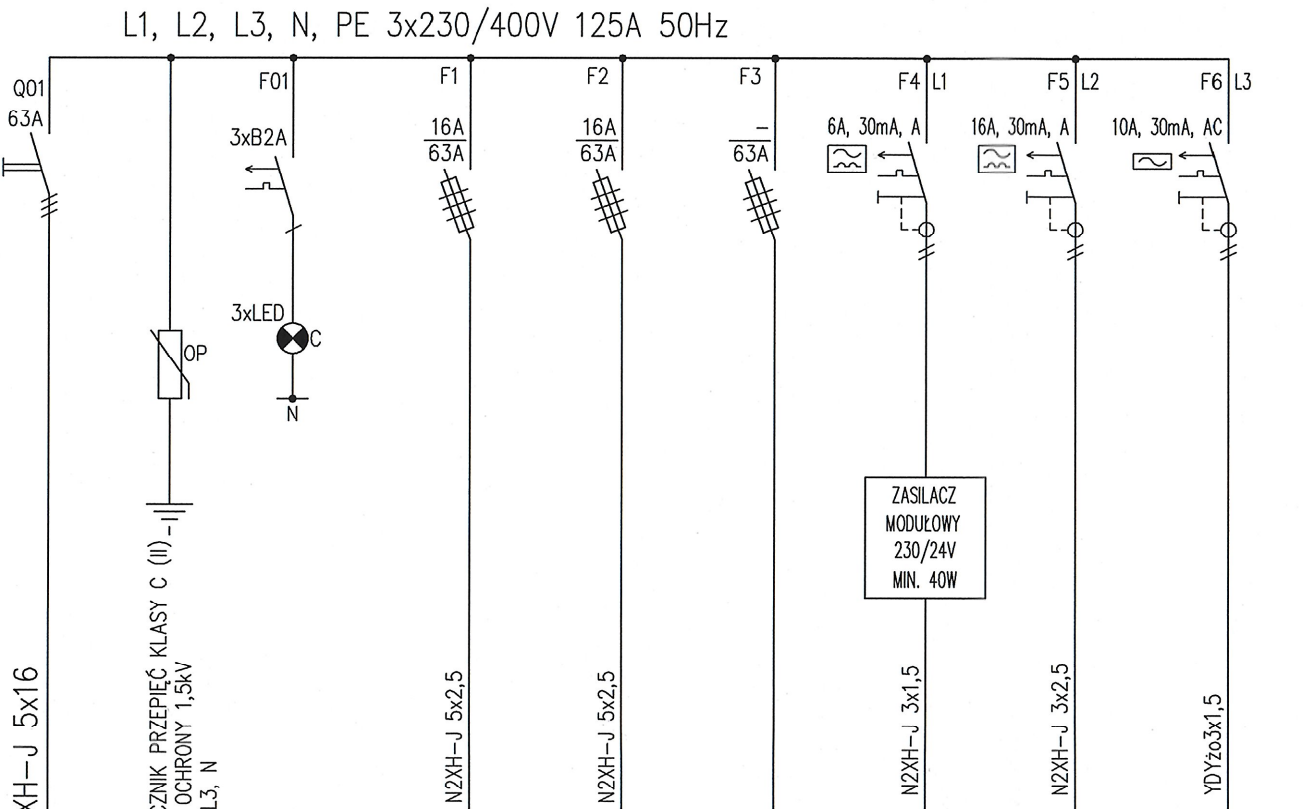 L1, L2, L3, N, PE 3x230/400V 125A 50Hz
Q01
63A
F01
3xB2A
3xLED
C
N
OP
F1
16A
63A
F2
16A
63A
F3
–
63A
F4 L1
6A, 30mA, A
F5 L2
16A, 30mA, A
F6 L3
10A, 30mA, AC
ZASILACZ
MODUŁOWY
230/24V
MIN. 40W
XH-J 5x16
PRZEPIĘĆ KLASY C (II) -
OCHRONY 1,5kV
L3, N
N2XH-J 5x2,5
N2XH-J 5x2,5
N2XH-J 3x1,5
N2XH-J 3x2,5
YDYżo3x1,5